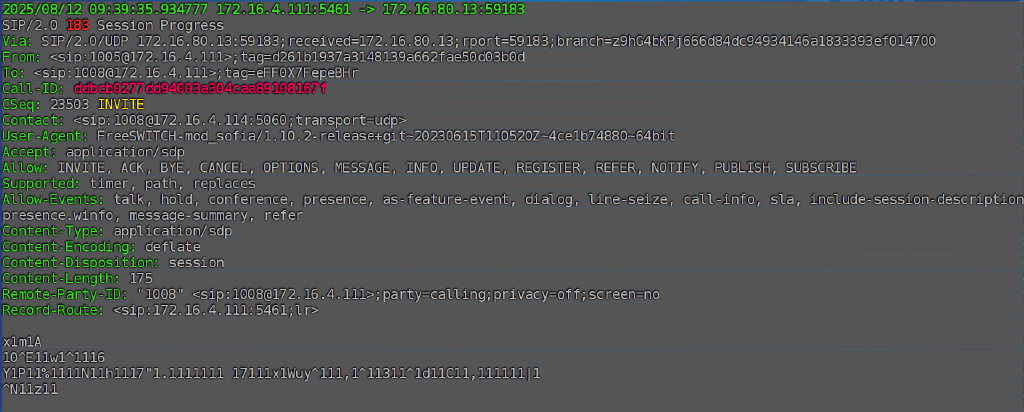 2025/08/12 09:39:35.934777 172.16.4.111:5461 -> 172.16.80.13:59183
SIP/2.0 183 Session Progress
Via: SIP/2.0/UDP 172.16.80.13:59183;received=172.16.80.13;rport=59183;branch=z9hG4bKPj666d84dc94934146a1833393ef014700
From: <sip:1005@172.16.4.111>;tag=d261b1937a3148139a662fae50d03b0d
To: <sip:1008@172.16.4.111>;tag=eFF0X7FepeBHr
Call-ID: ddbcb0277dd94603a304caa89108167f
CSeq: 23503 INVITE
Contact: <sip:1008@172.16.4.114:5060;transport=udp>
User-Agent: FreeSWITCH-mod_sofia/1.10.2-release+git~20230615T110520Z~4ce1b74880~64bit
Accept: application/sdp
Allow: INVITE, ACK, BYE, CANCEL, OPTIONS, MESSAGE, INFO, UPDATE, REGISTER, REFER, NOTIFY, PUBLISH, SUBSCRIBE
Supported: timer, path, replaces
Allow-Events: talk, hold, conference, presence, as-feature-event, dialog, line-seize, call-info, sla, include-session-description
presence.winfo, message-summary, refer
Content-Type: application/sdp
Content-Encoding: deflate
Content-Disposition: session
Content-Length: 175
Remote-Party-ID: "1008" <sip:1008@172.16.4.111>;party=calling;privacy=off;screen=no
Record-Route: <sip:172.16.4.111:5461;lr>
x1m1A
10^E11w1^1116
Y1P11%1111N11h1117"1.1111111 17111x1Wuy^111,1^11311^1d11C11,111111|1
^N11z11